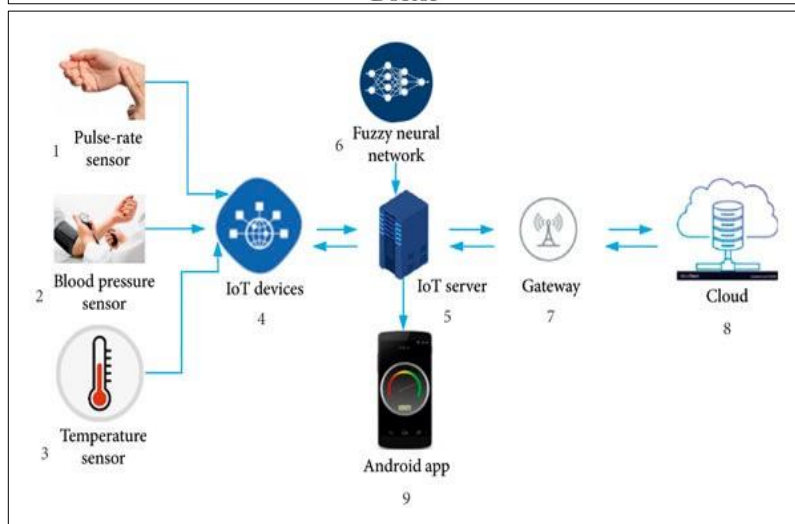 1
Pulse-rate
sensor
2
Blood pressure
sensor
3
Temperature
sensor
IoT devices
4
6
Fuzzy neural
network
IoT server
5
Gateway
7
Cloud
8
Android app
9